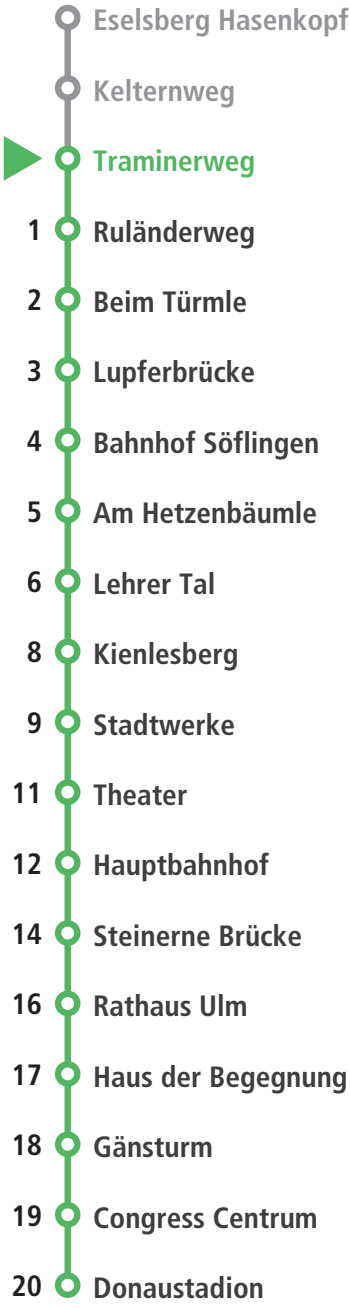 Eselsberg Hasenkopf
Kelternweg
Traminerweg
1 Ruländerweg
2 Beim Türmle
3 Lupferbrücke
4 Bahnhof Söflingen
5 Am Hetzenbäumle
6 Lehrer Tal
8 Kienlesberg
9 Stadtwerke
11 Theater
12 Hauptbahnhof
14 Steinerne Brücke
16 Rathaus Ulm
17 Haus der Begegnung
18 Gänsturm
19 Congress Centrum
20 Donaustadion